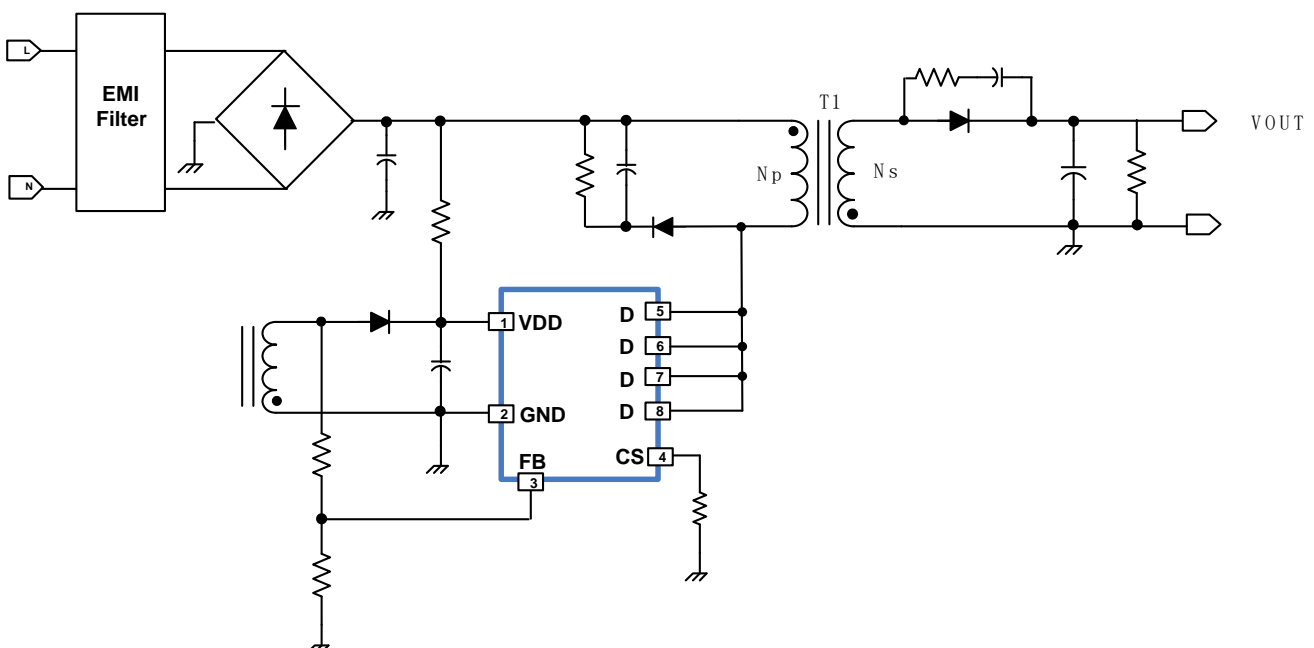 L
EMI
Filter
N
T1
Np
Ns
VOUT
1 VDD
2 GND
FB
3
D 5
D 6
D 7
D 8
CS 4